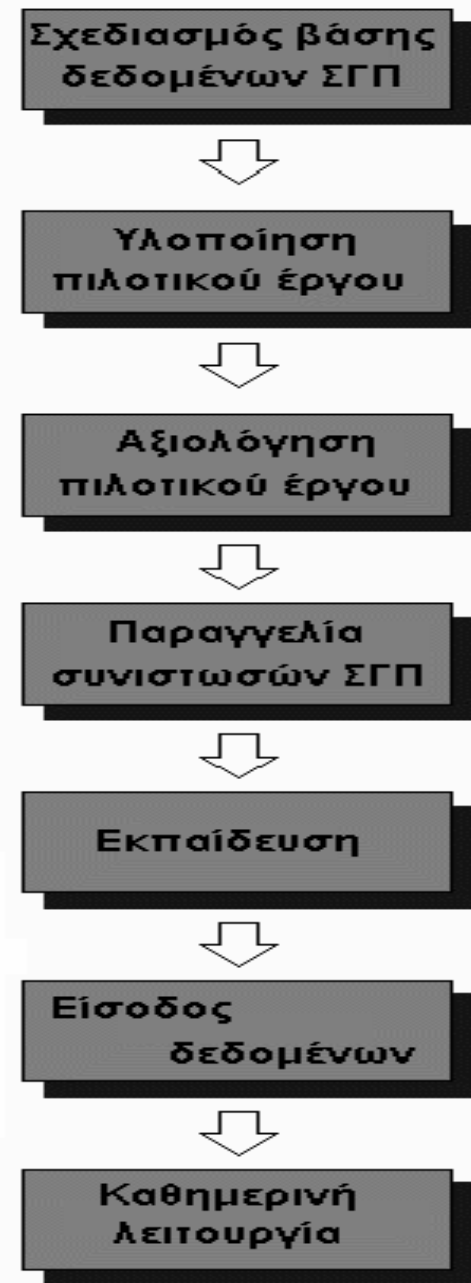 Σχεδιασμός βάσης
δεδομένων ΣΓΠ
Υλοποίηση
πιλοτικού έργου
Αξιολόγηση
πιλοτικού έργου
Παραγγελία
συνιστωσών ΣΓΠ
Εκπαίδευση
Είσοδος
δεδομένων
Καθημερινή
λειτουργία